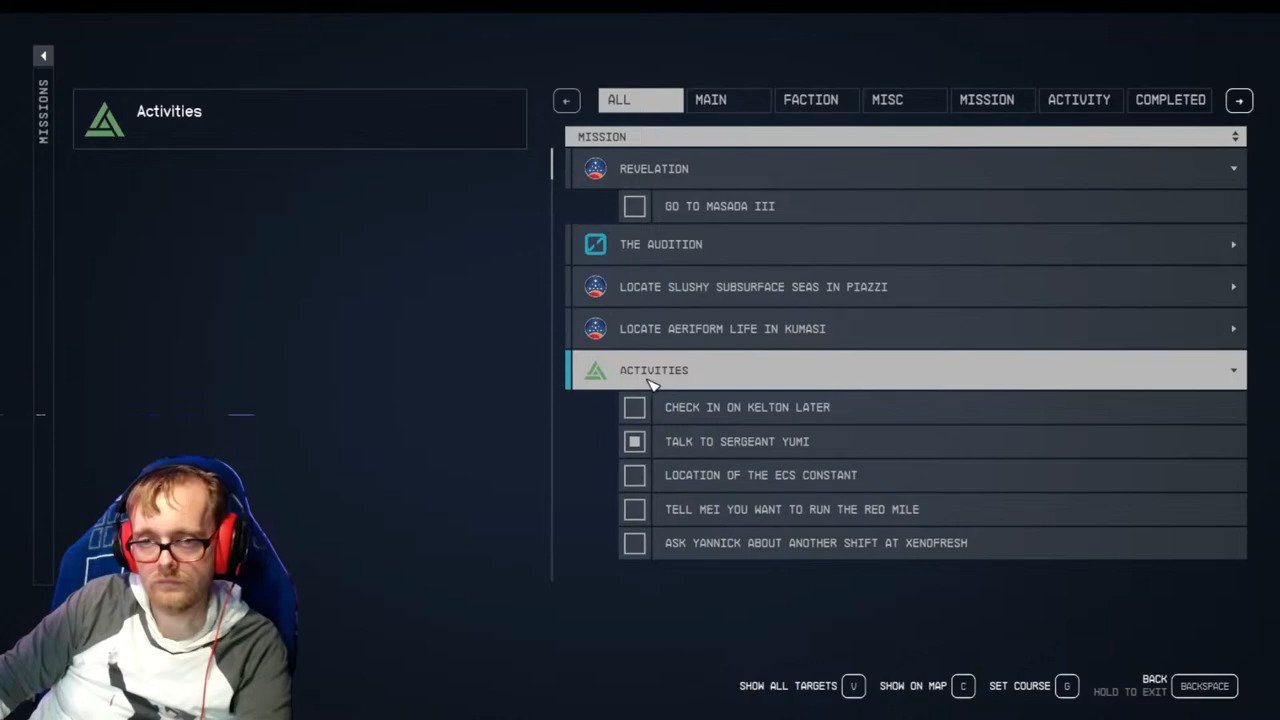 MISSIONS
Activities
ALL
MAIN
FACTION
MISC
MISSION
ACTIVITY
COMPLETED
MISSION
REVELATION
GO TO MASADA III
THE AUDITION
LOCATE SLUSHY SUBSURFACE SEAS IN PIAZZI
LOCATE AERIFORM LIFE IN KUMASI
ACTIVITIES
CHECK IN ON KELTON LATER
TALK TO SERGEANT YUMI
LOCATION OF THE ECS CONSTANT
TELL MEI YOU WANT TO RUN THE RED MILE
ASK YANNICK ABOUT ANOTHER SHIFT AT XENOFRESH
SHOW ALL TARGETS V
SHOW ON MAP C
SET COURSE G
BACK
HOLD TO EXIT
BACKSPACE